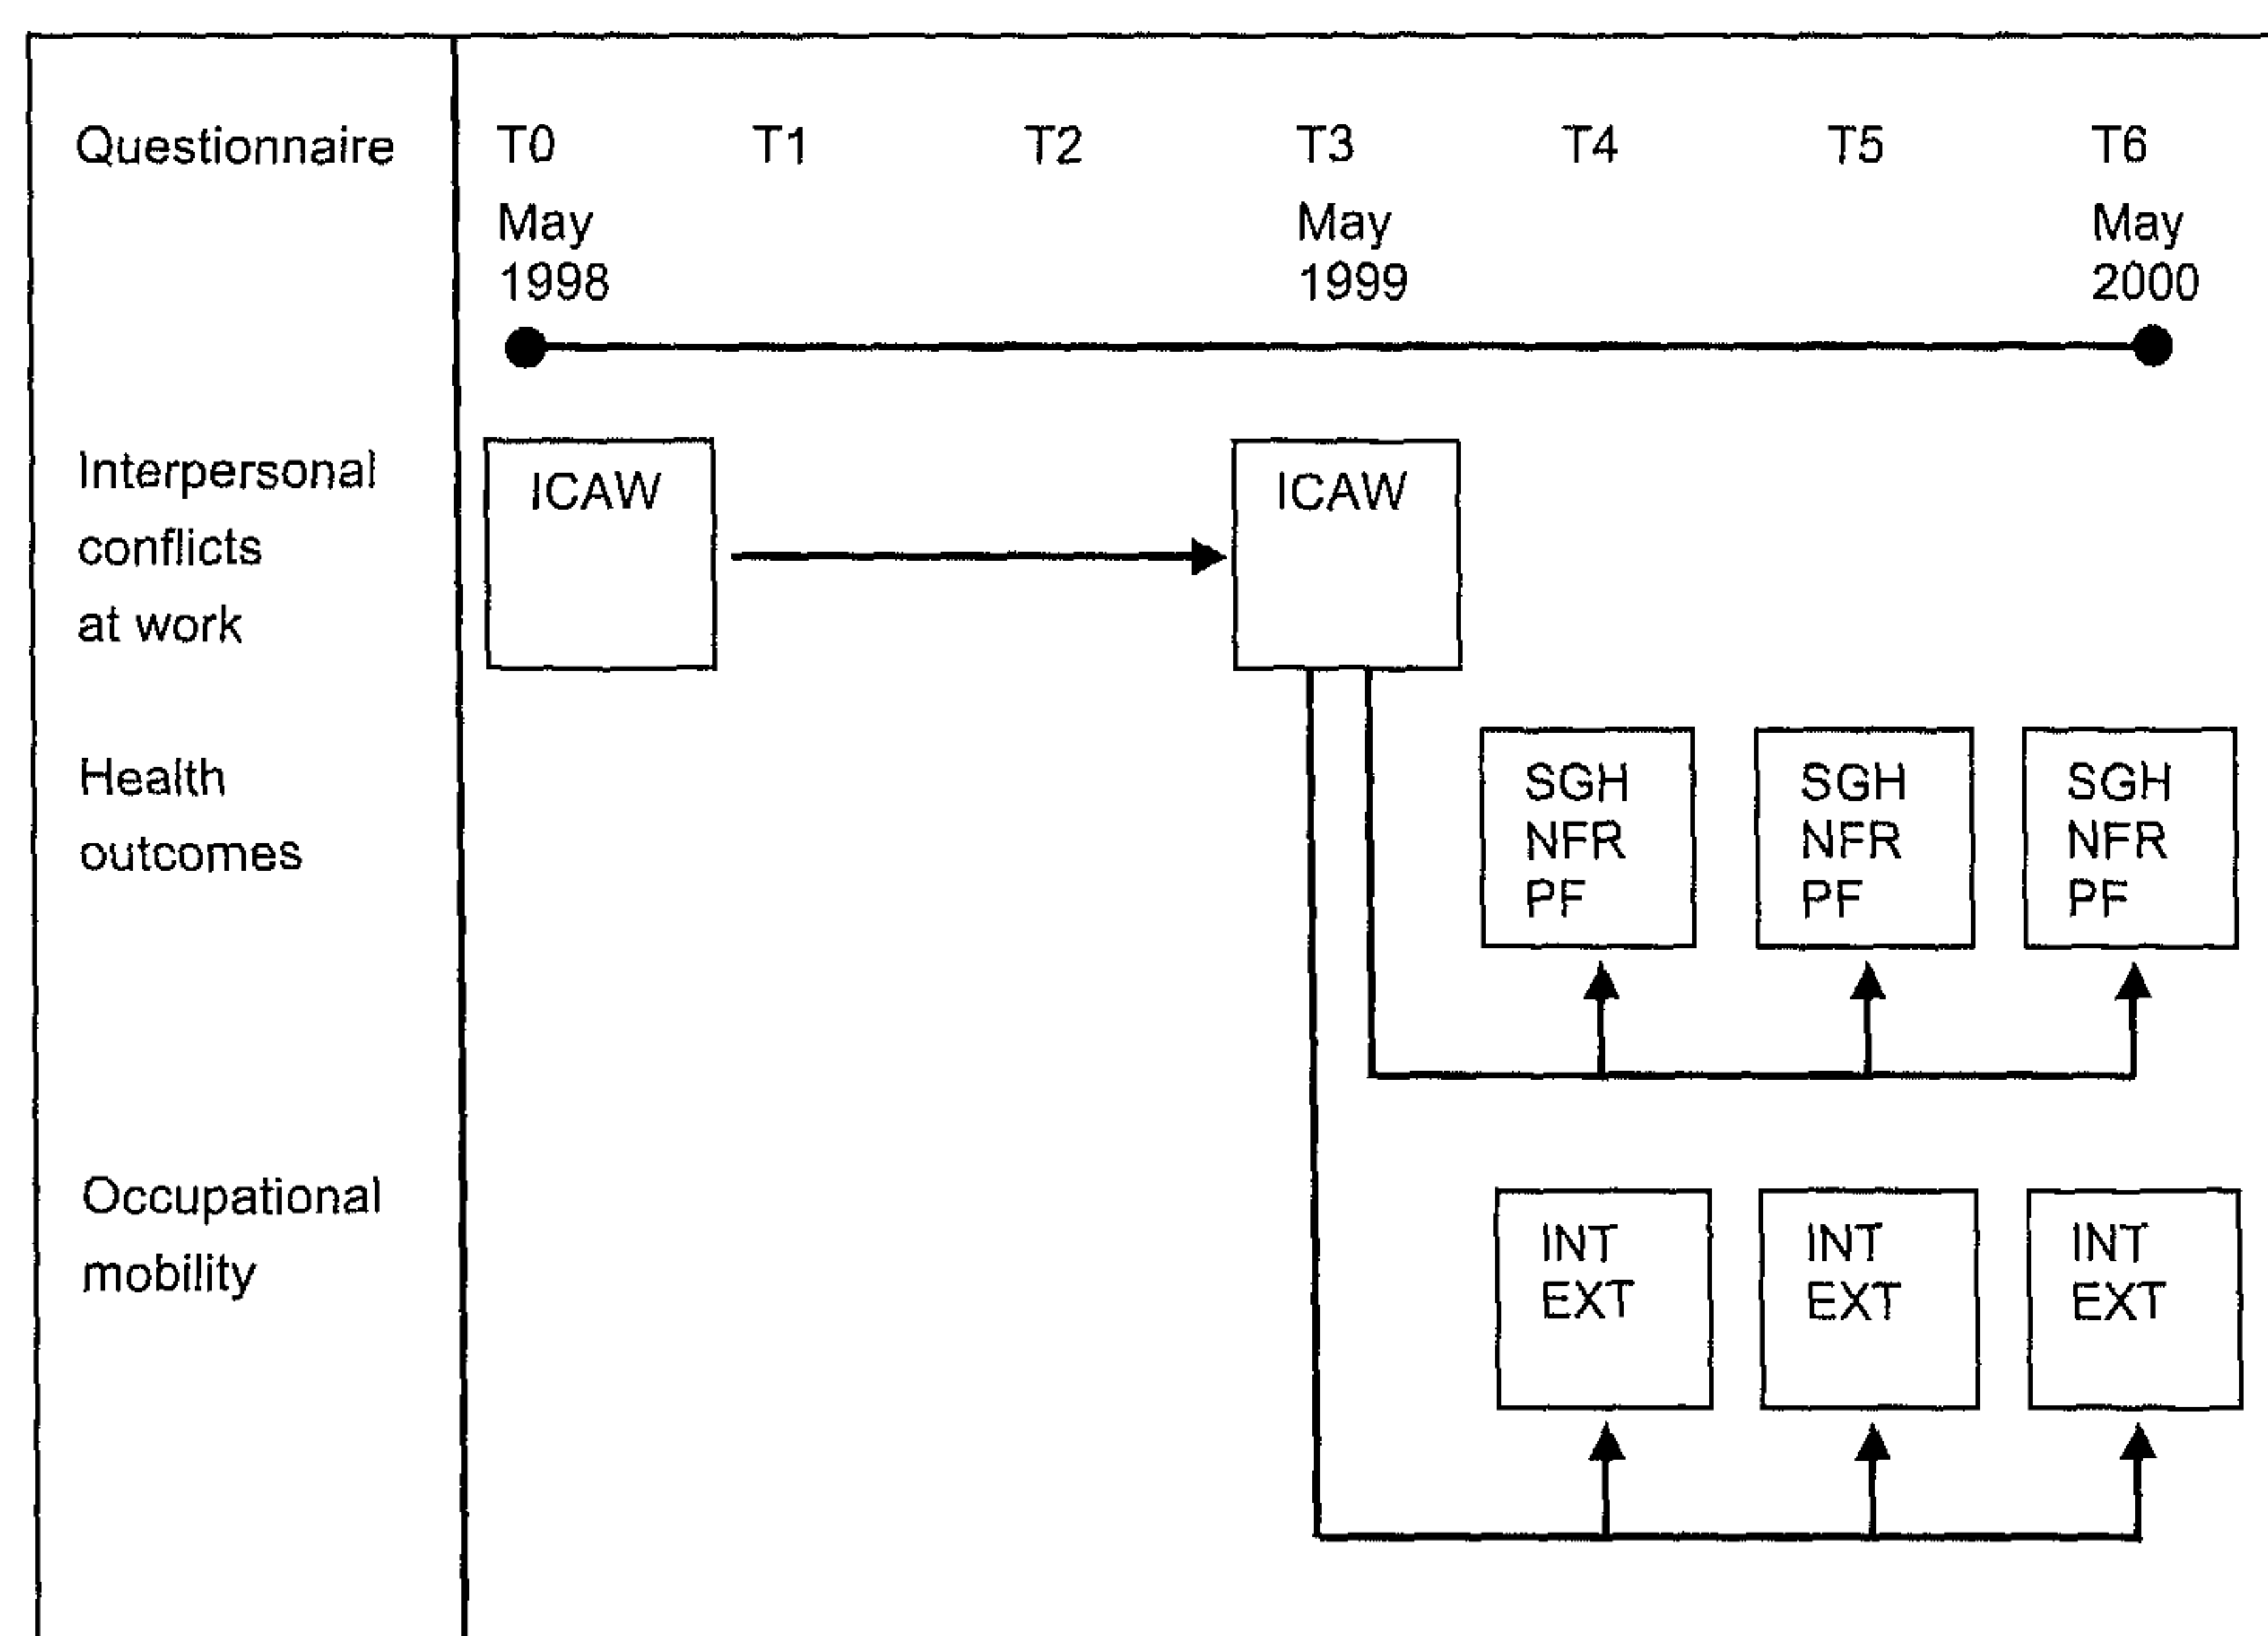 Questionnaire T0 T1 T2 T3 T4 T5 T6
May May May
1998 1999 2000
Interpersonal
conflicts
at work
ICAW ICAW
Health
outcomes
SGH SGH SGH
NFR NFR NFR
PF PF PF
Occupational
mobility
INT INT INT
EXT EXT EXT